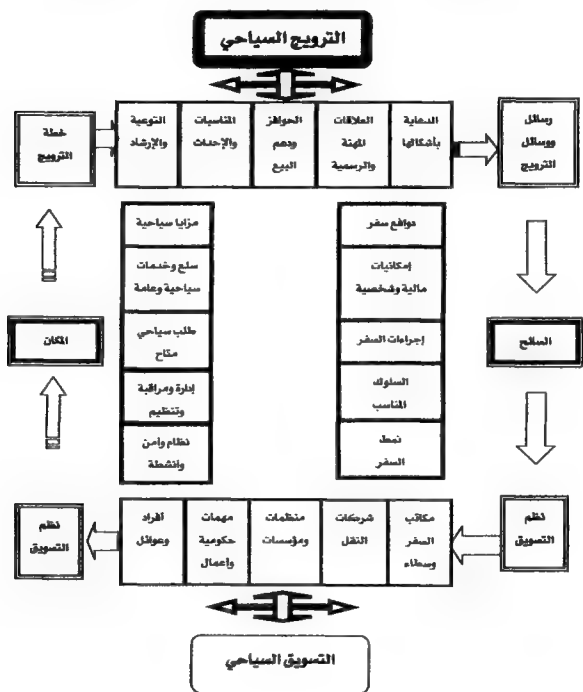 الترويج السياحي
رسائل
ووسائل
الترويج
الدعاية
بأشكالها
العلاقات
المهنة
والرسمية
الحوافز
ودعم
البيع
المناسبات
والإحداث
التوعية
والإرشاد
خطة
الترويج
دوافع سفر
إمكانيات
مالية وشخصية
إجراءات السفر
السلوك
المناسب
نمط
السفر
مزايا سياحية
سلع وخدمات
سياحية وعامة
طلب سياحي
متاح
إدارة ومراقبة
وتنظيم
نظام وامن
وأنشطة
السائح
المكان
نظم
التسويق
مكاتب
السفر
وسطاء
شركات
النقل
منظمات
ومؤسسات
مهمات
حكومية
وأعمال
أفراد
وعوائل
نظم
التسويق
التسويق السياحي